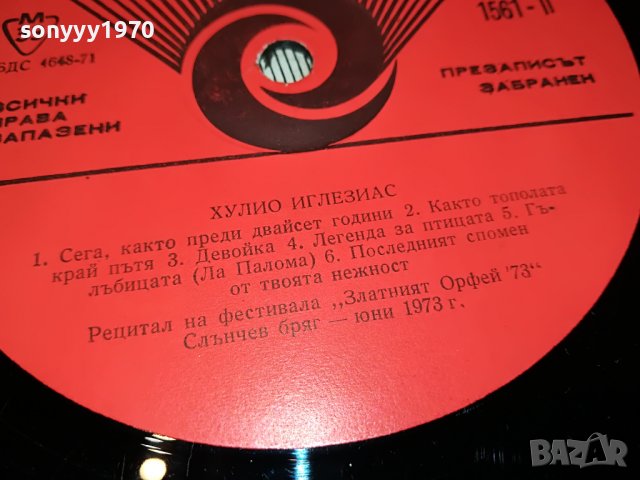 sonyyy1970
1561-II
БДС 4648-71
ВСИЧКИ
ПРАВА
ЗАПАЗЕНИ
ПРЕЗАПИСЪТ
ЗАБРАНЕН
ХУЛИО ИГЛЕЗИАС
1. Сега, както преди двайсет години 2. Както тополата
край пътя 3. Девойка 4. Легенда за птицата 5. Гъ-
лъбицата (Ла Палома) 6. Последният спомен
от твоята нежност
Рецитал на фестивала „Златният Орфей '73“
Слънчев бряг — юни 1973 г.
BAZAR
.bg